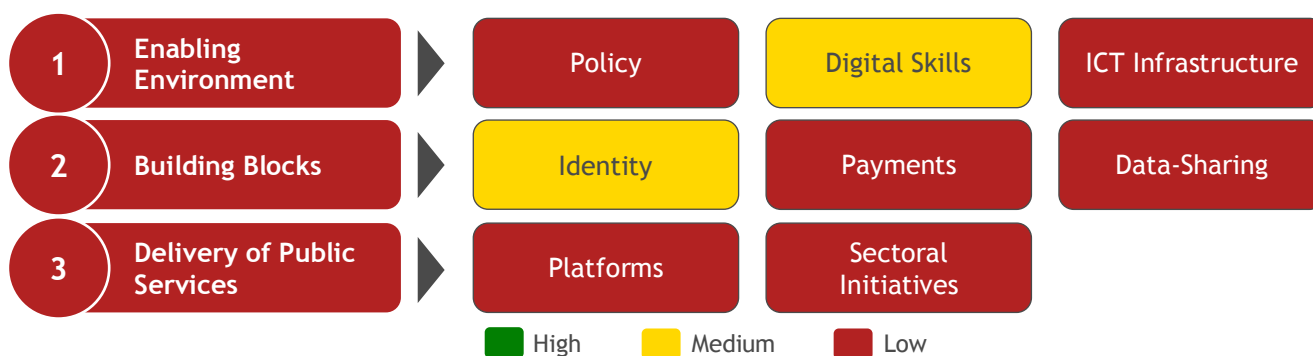 1
Enabling
Environment
Policy
Digital Skills
ICT Infrastructure
2
Building Blocks
Identity
Payments
Data-Sharing
3
Delivery of Public
Services
Platforms
Sectoral
Initiatives
High
Medium
Low